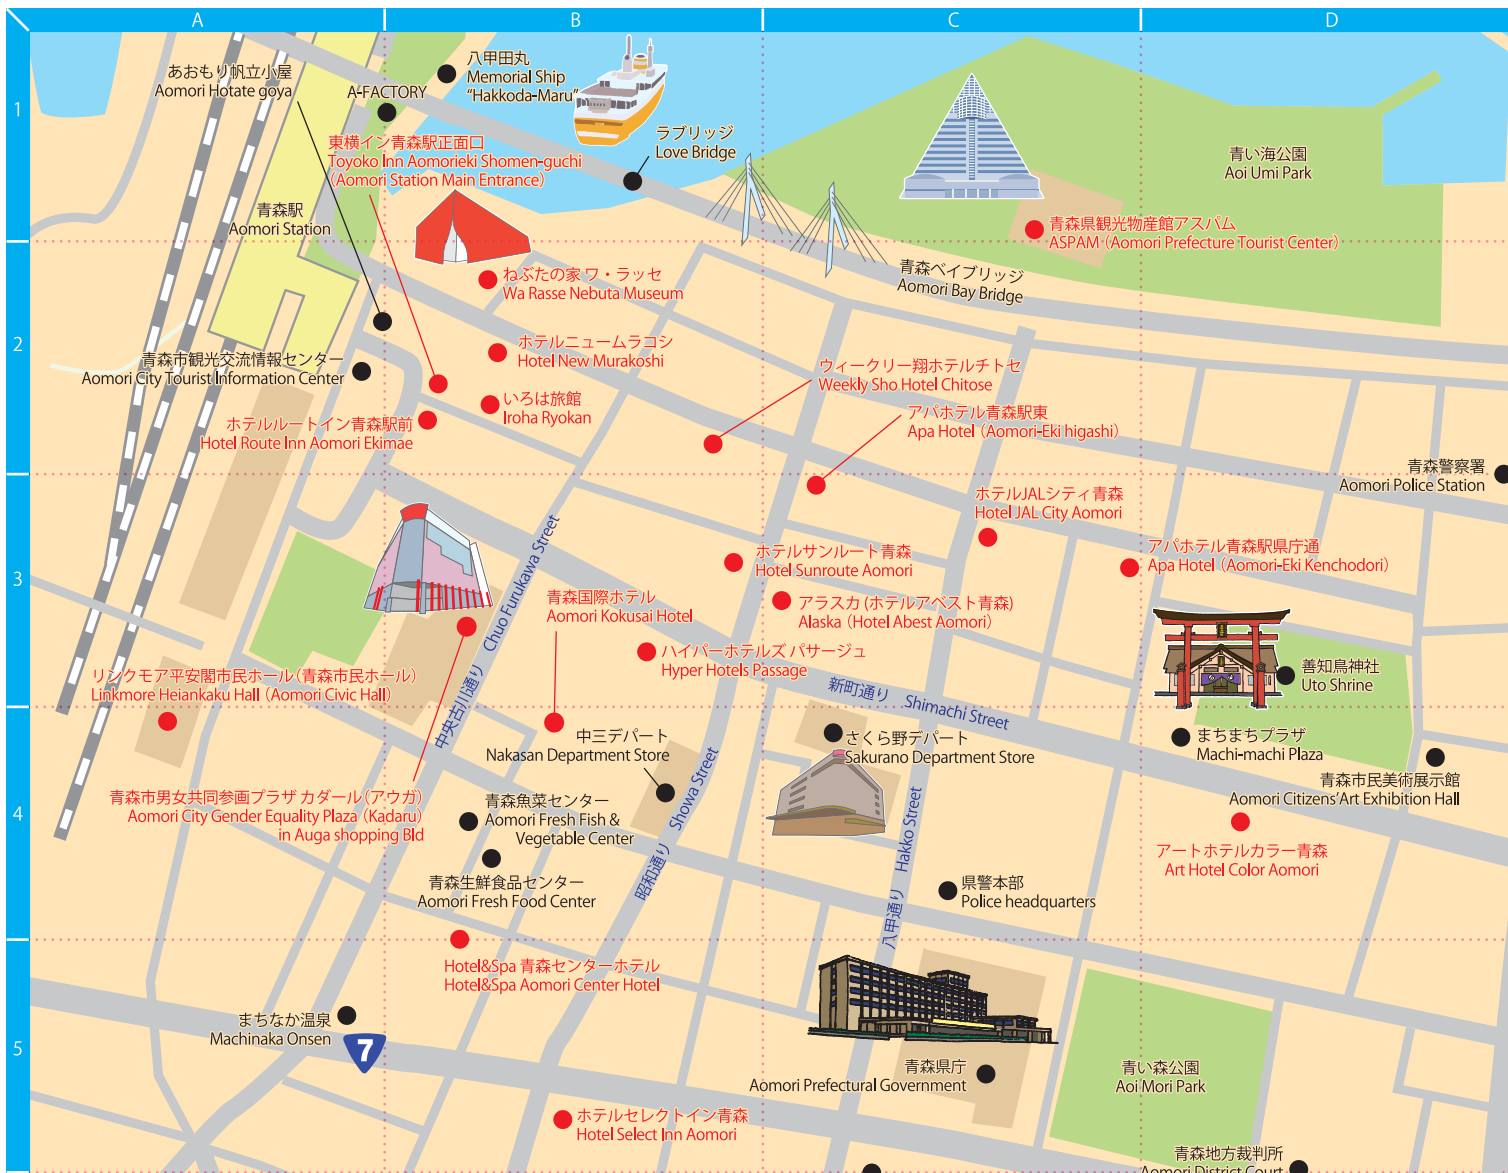 A
B
C
D
1
2
3
4
5
あおもり帆立小屋
Aomori Hotate goya
A-FACTORY
八甲田丸
Memorial Ship
“Hakkoda-Maru”
東横イン青森駅正面口
Toyoko Inn Aomorieki Shomen-guchi
(Aomori Station Main Entrance)
ラブリッジ
Love Bridge
青い海公園
Aoi Umi Park
青森駅
Aomori Station
青森県観光物産館アスパム
ASPAM (Aomori Prefecture Tourist Center)
ねぶたの家 ワ・ラッセ
Wa Rasse Nebuta Museum
青森ベイブリッジ
Aomori Bay Bridge
ホテルニュームラコシ
Hotel New Murakoshi
青森市観光交流情報センター
Aomori City Tourist Information Center
ウィークリー翔ホテルチトセ
Weekly Sho Hotel Chitose
いろは旅館
Iroha Ryokan
アパホテル青森駅東
Apa Hotel (Aomori-Eki higashi)
ホテルルートイン青森駅前
Hotel Route Inn Aomori Ekimae
青森警察署
Aomori Police Station
ホテルJALシティ青森
Hotel JAL City Aomori
アパホテル青森駅県庁通
Apa Hotel (Aomori-Eki Kenchodori)
ホテルサンルート青森
Hotel Sunroute Aomori
中央古川通り Chuo Furukawa Street
青森国際ホテル
Aomori Kokusai Hotel
アラスカ (ホテルアベスト青森)
Alaska (Hotel Abest Aomori)
ハイパーホテルズ パサージュ
Hyper Hotels Passage
リンクモア平安閣市民ホール(青森市民ホール)
Linkmore Heiankaku Hall (Aomori Civic Hall)
善知鳥神社
Uto Shrine
新町通り Shimachi Street
中三デパート
Nakasan Department Store
さくら野デパート
Sakurano Department Store
まちまちプラザ
Machi-machi Plaza
青森市民美術展示館
Aomori Citizens’Art Exhibition Hall
青森市男女共同参画プラザ カダール(アウガ)
Aomori City Gender Equality Plaza (Kadaru)
in Auga shopping Bld
青森魚菜センター
Aomori Fresh Fish &
Vegetable Center
昭和通り Showa Street
八甲通り Hakko Street
アートホテルカラー青森
Art Hotel Color Aomori
青森生鮮食品センター
Aomori Fresh Food Center
県警本部
Police headquarters
Hotel&Spa 青森センターホテル
Hotel&Spa Aomori Center Hotel
まちなか温泉
Machinaka Onsen
7
青森県庁
Aomori Prefectural Government
青い森公園
Aoi Mori Park
ホテルセレクトイン青森
Hotel Select Inn Aomori
青森地方裁判所
Aomori District Court